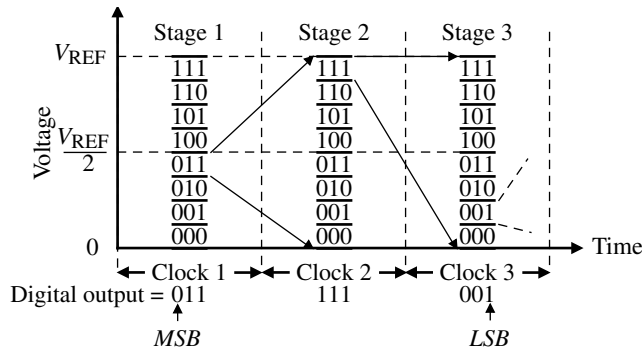 Stage 1 Stage 2 Stage 3
V_REF
111 111 111
110 110 110
101 101 101
100 100 100
V_REF/2
011 011 011
010 010 010
001 001 001
000 000 000
Voltage
0
Time
Clock 1 Clock 2 Clock 3
Digital output = 011 111 001
MSB LSB